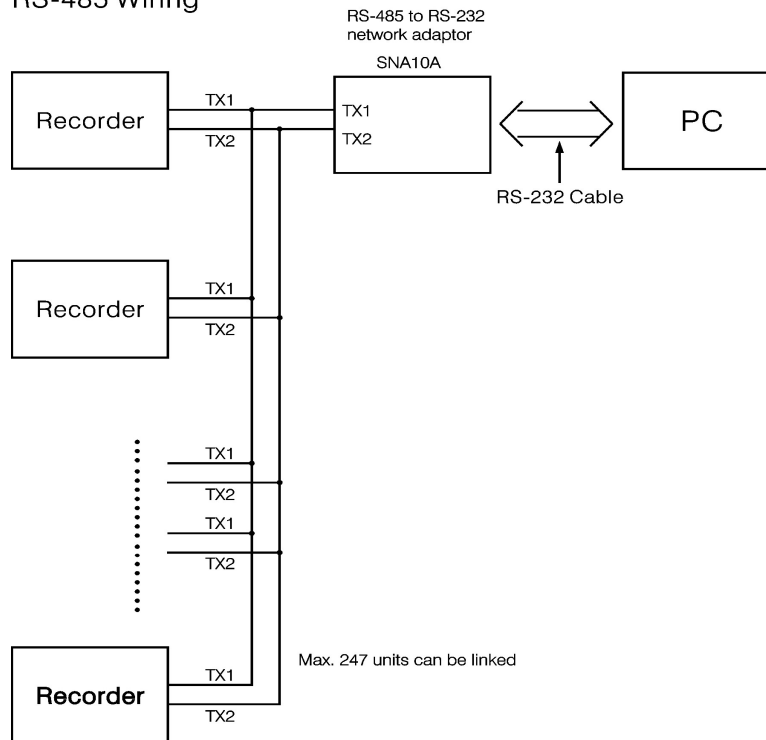 RS-485 Wiring
RS-485 to RS-232
network adaptor
SNA10A
Recorder
TX1
TX2
TX1
TX2
PC
RS-232 Cable
Recorder
TX1
TX2
TX1
TX2
TX1
TX2
Max. 247 units can be linked
Recorder
TX1
TX2